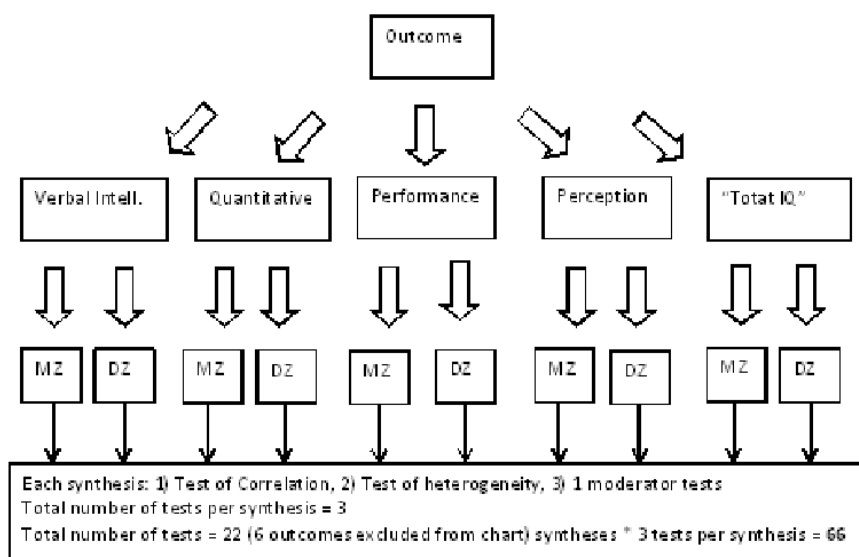 Outcome
Verbal Intell.
Quantitative
Performance
Perception
"Totat IQ"
MZ
DZ
MZ
DZ
MZ
DZ
MZ
DZ
MZ
DZ
Each synthesis: 1) Test of Correlation, 2) Test of heterogeneity, 3) 1 moderator tests
Total number of tests per synthesis = 3
Total number of tests = 22 (6 outcomes excluded from chart) syntheses * 3 tests per synthesis = 66